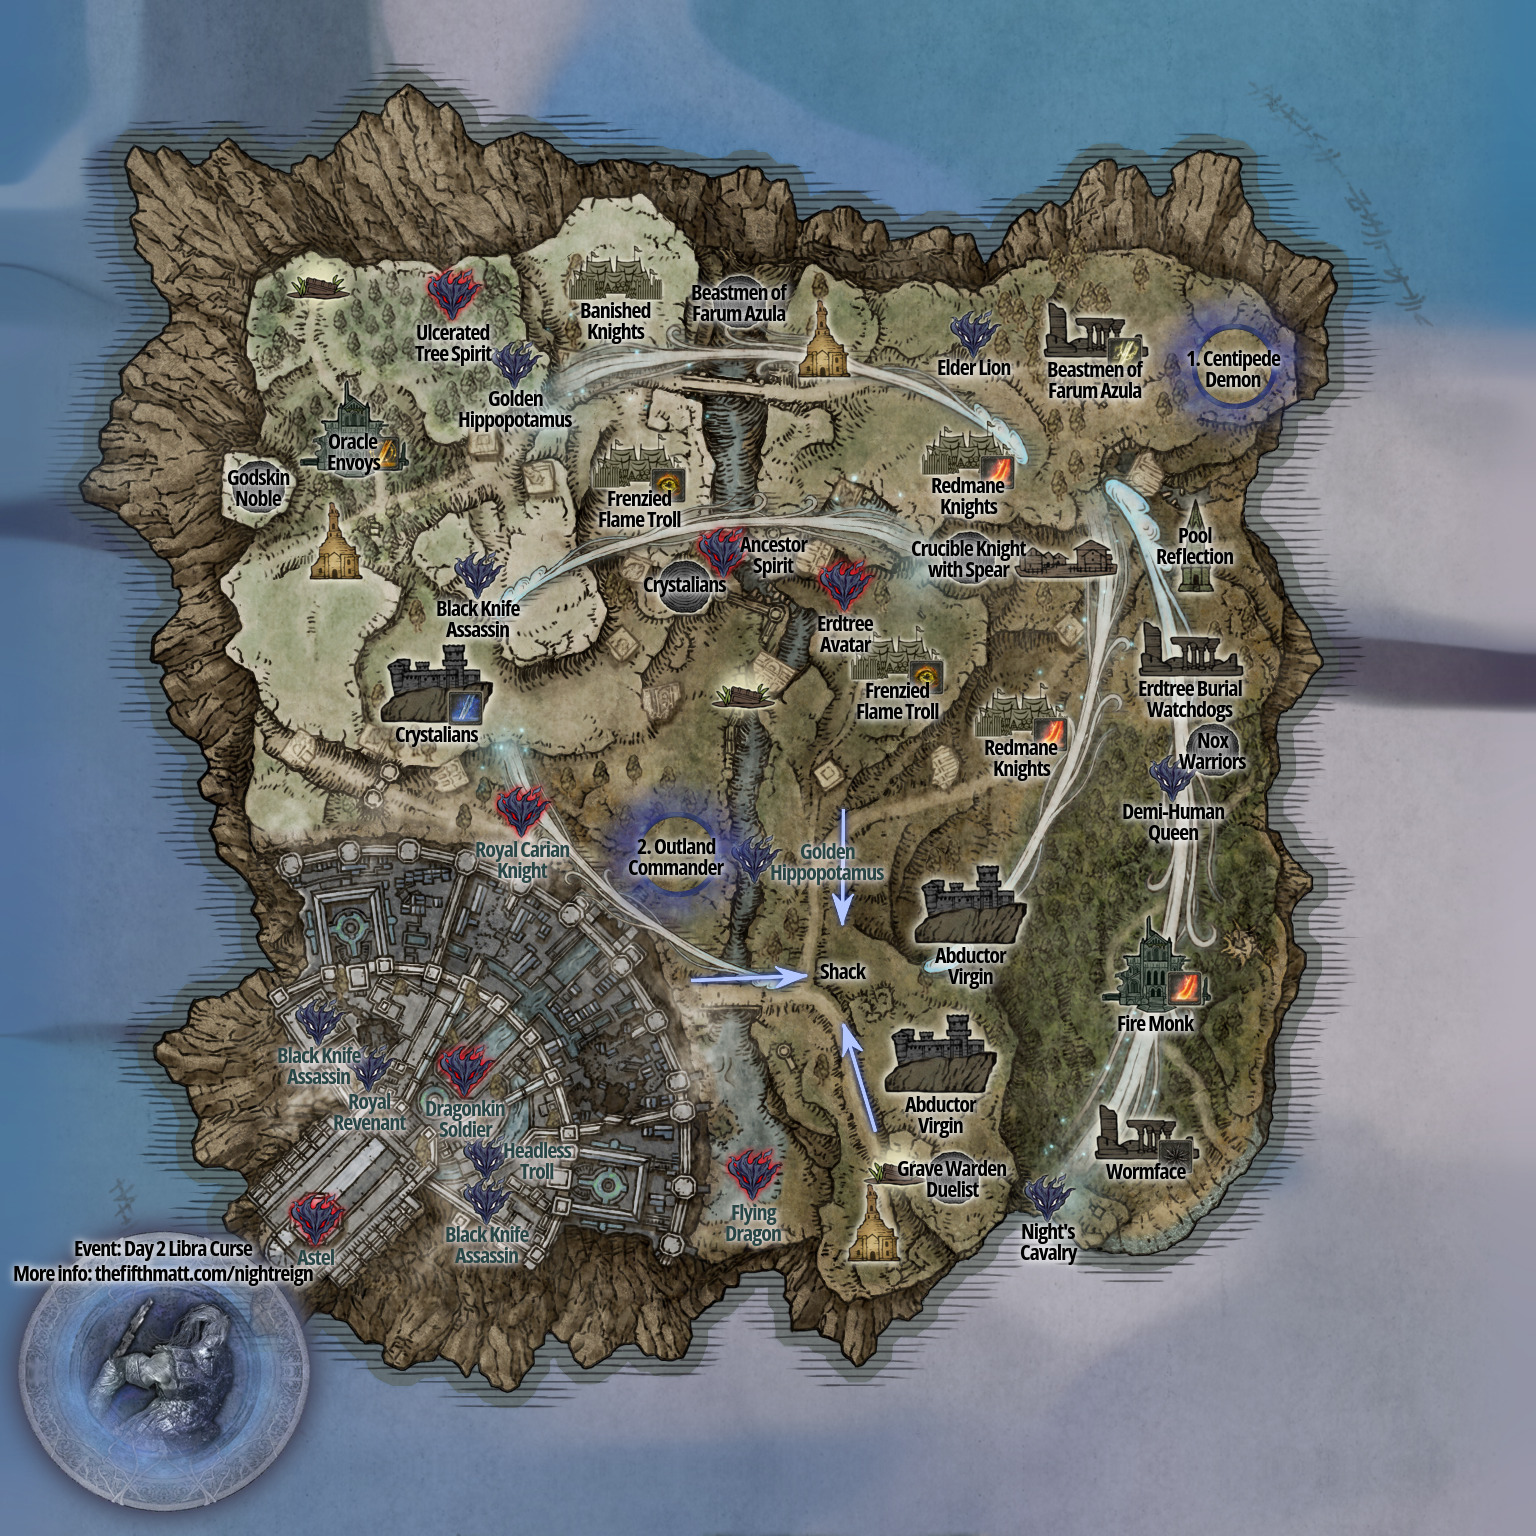 Ulcerated
Tree Spirit
Banished
Knights
Beastmen of
Farum Azula
Elder Lion
Beastmen of
Farum Azula
1. Centipede
Demon
Golden
Hippopotamus
Oracle
Envoys
Godskin
Noble
Frenzied
Flame Troll
Redmane
Knights
Pool
Reflection
Ancestor
Spirit
Crucible Knight
with Spear
Crystalians
Black Knife
Assassin
Erdtree
Avatar
Frenzied
Flame Troll
Erdtree Burial
Watchdogs
Crystalians
Redmane
Knights
Nox
Warriors
Demi-Human
Queen
Royal Carian
Knight
2. Outland
Commander
Golden
Hippopotamus
Abductor
Virgin
Shack
Fire Monk
Black Knife
Assassin
Royal
Revenant
Dragonkin
Soldier
Abductor
Virgin
Headless
Troll
Grave Warden
Duelist
Wormface
Flying
Dragon
Night's
Cavalry
Black Knife
Assassin
Astel
Event: Day 2 Libra Curse
More info: thefifthmatt.com/nightreign